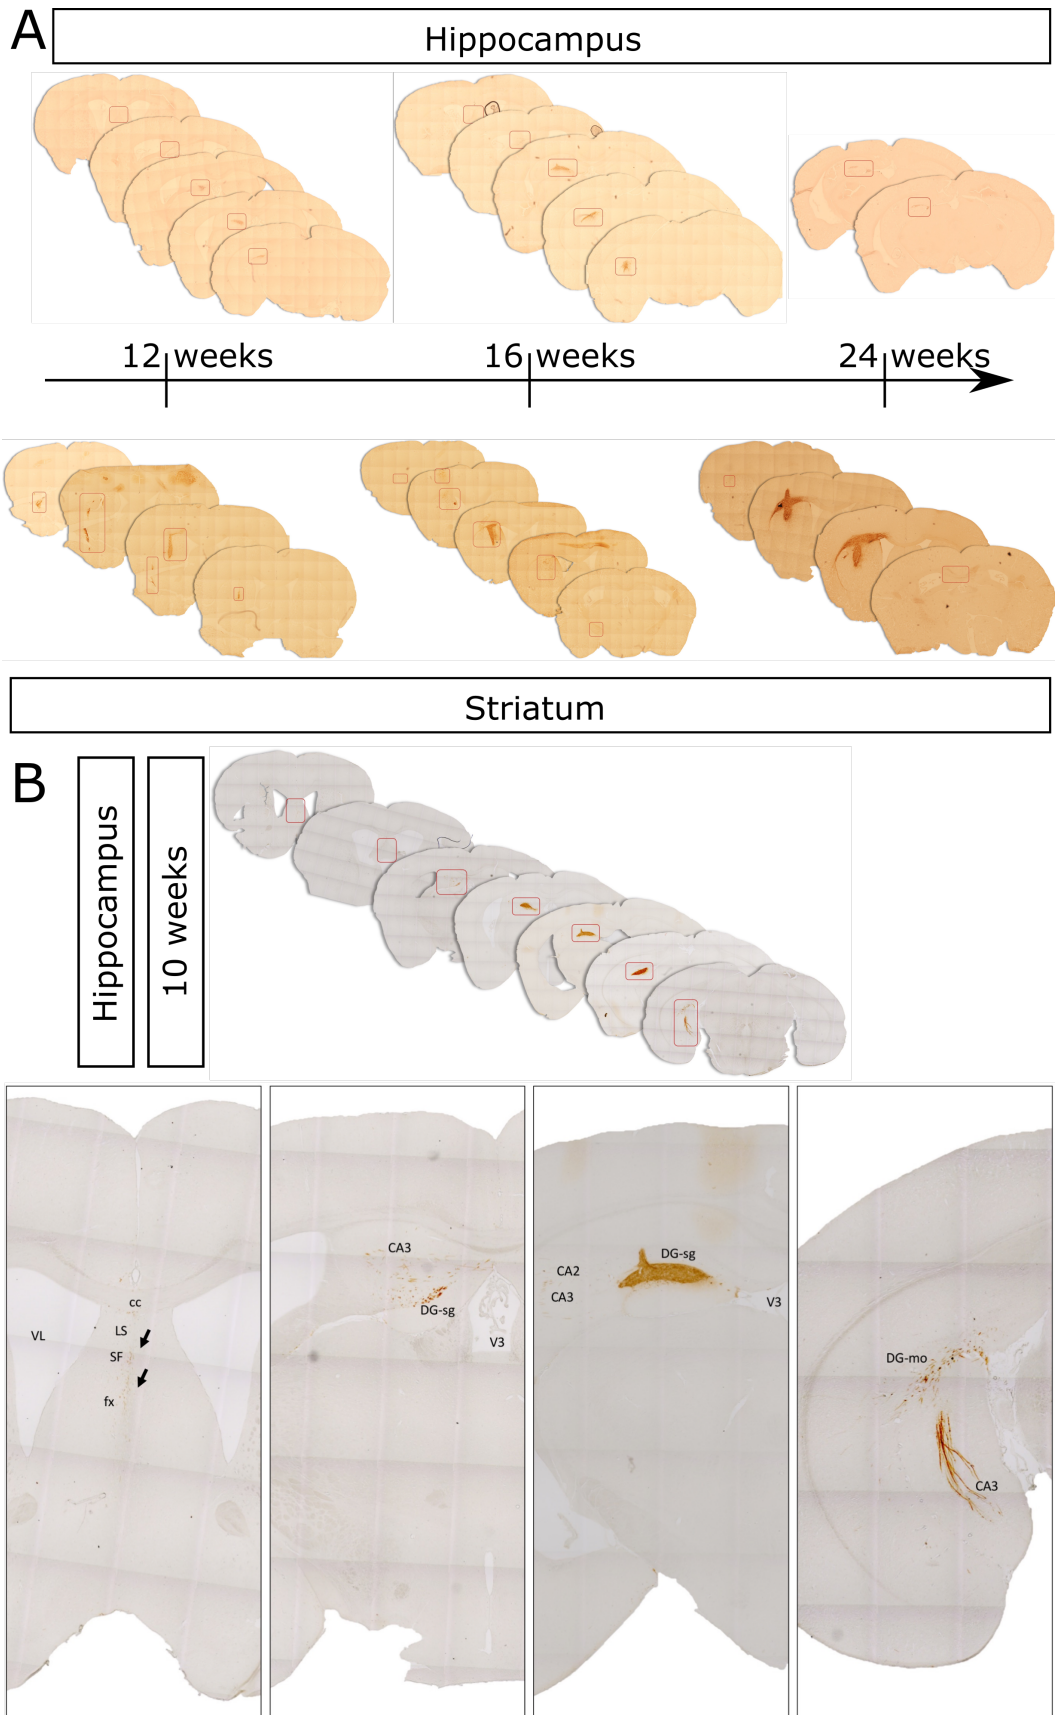 A
Hippocampus
12 weeks
16 weeks
24 weeks
Striatum
B
Hippocampus
10 weeks
cc
VL
LS
SF
fx
CA3
DG-sg
V3
CA2
CA3
DG-sg
V3
DG-mo
CA3